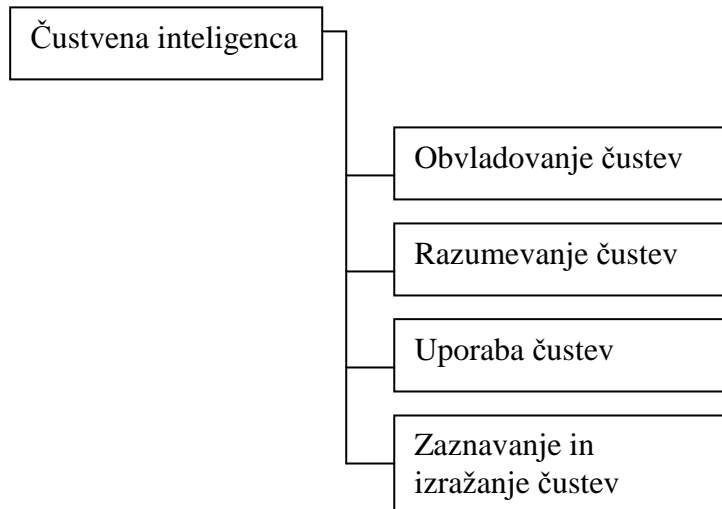 Čustvena inteligenca
Obvladovanje čustev
Razumevanje čustev
Uporaba čustev
Zaznavanje in
izražanje čustev